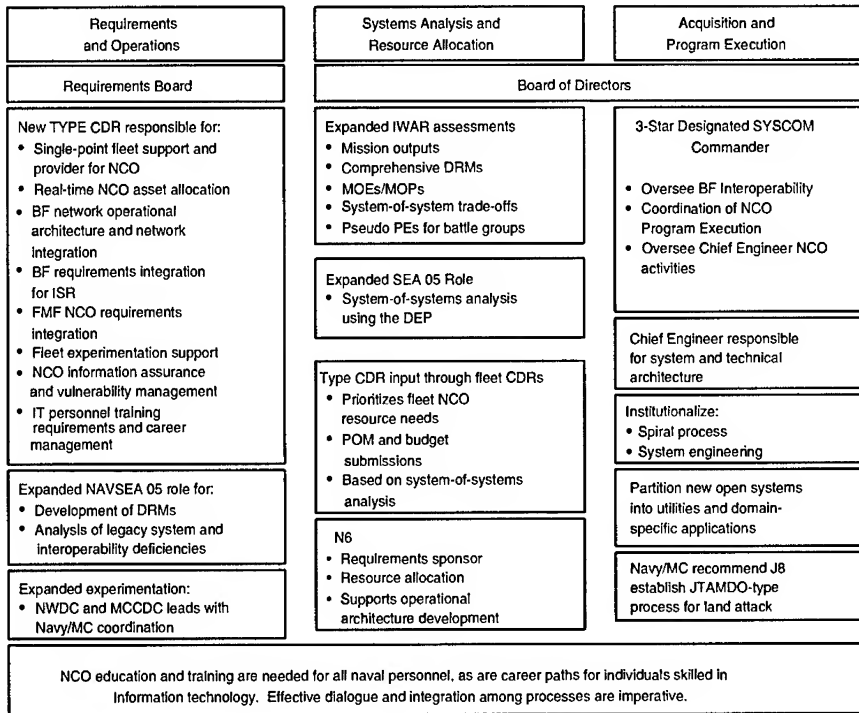 Requirements
and Operations
Requirements Board
New TYPE CDR responsible for:
• Single-point fleet support and
provider for NCO
• Real-time NCO asset allocation
• BF network operational
architecture and network
integration
• BF requirements integration
for ISR
• FMF NCO requirements
integration
• Fleet experimentation support
• NCO information assurance
and vulnerability management
• IT personnel training
requirements and career
management
Expanded NAVSEA 05 role for:
• Development of DRMs
• Analysis of legacy system and
interoperability deficiencies
Expanded experimentation:
• NWDC and MCCDC leads with
Navy/MC coordination
Systems Analysis and
Resource Allocation
Acquisition and
Program Execution
Board of Directors
Expanded IWAR assessments
• Mission outputs
• Comprehensive DRMs
• MOEs/MOPs
• System-of-system trade-offs
• Pseudo PEs for battle groups
Expanded SEA 05 Role
• System-of-systems analysis
using the DEP
Type CDR input through fleet CDRs
• Prioritizes fleet NCO
resource needs
• POM and budget
submissions
• Based on system-of-systems
analysis
N6
• Requirements sponsor
• Resource allocation
• Supports operational
architecture development
3-Star Designated SYSCOM
Commander
• Oversee BF Interoperability
• Coordination of NCO
Program Execution
• Oversee Chief Engineer NCO
activities
Chief Engineer responsible
for system and technical
architecture
Institutionalize:
• Spiral process
• System engineering
Partition new open systems
into utilities and domain-
specific applications
Navy/MC recommend J8
establish JTAMDO-type
process for land attack
NCO education and training are needed for all naval personnel, as are career paths for individuals skilled in
Information technology. Effective dialogue and integration among processes are imperative.